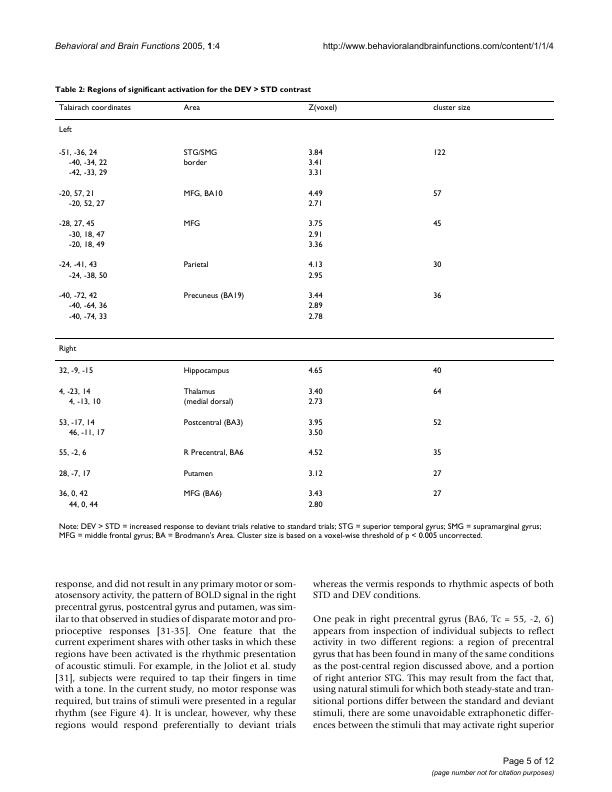 Behavioral and Brain Functions 2005, 1:4 http://www.behavioralandbrainfunctions.com/content/1/1/4
Table 2: Regions of significant activation for the DEV > STD contrast
Talairach coordinates Area Z(voxel) cluster size
Left
-51, -36, 24 STG/SMG 3.84 122
-40, -34, 22 border 3.41
-42, -33, 29 3.31
-20, 57, 21 MFG, BA10 4.49 57
-20, 52, 27 2.71
-28, 27, 45 MFG 3.75 45
-30, 18, 47 2.91
-20, 18, 49 3.36
-24, -41, 43 Parietal 4.13 30
-24, -38, 50 2.95
-40, -72, 42 Precuneus (BA19) 3.44 36
-40, -64, 36 2.89
-40, -74, 33 2.78
Right
32, -9, -15 Hippocampus 4.65 40
4, -23, 14 Thalamus 3.40 64
4, -13, 10 (medial dorsal) 2.73
53, -17, 14 Postcentral (BA3) 3.95 52
46, -11, 17 3.50
55, -2, 6 R Precentral, BA6 4.52 35
28, -7, 17 Putamen 3.12 27
36, 0, 42 MFG (BA6) 3.43 27
44, 0, 44 2.80
Note: DEV > STD = increased response to deviant trials relative to standard trials; STG = superior temporal gyrus; SMG = supramarginal gyrus;
MFG = middle frontal gyrus; BA = Brodmann's Area. Cluster size is based on a voxel-wise threshold of p < 0.005 uncorrected.
response, and did not result in any primary motor or som-
atosensory activity, the pattern of BOLD signal in the right
precentral gyrus, postcentral gyrus and putamen, was sim-
ilar to that observed in studies of disparate motor and pro-
prioceptive responses [31-35]. One feature that the
current experiment shares with other tasks in which these
regions have been activated is the rhythmic presentation
of acoustic stimuli. For example, in the Joliot et al. study
[31], subjects were required to tap their fingers in time
with a tone. In the current study, no motor response was
required, but trains of stimuli were presented in a regular
rhythm (see Figure 4). It is unclear, however, why these
regions would respond preferentially to deviant trials
whereas the vermis responds to rhythmic aspects of both
STD and DEV conditions.
One peak in right precentral gyrus (BA6, Tc = 55, -2, 6)
appears from inspection of individual subjects to reflect
activity in two different regions: a region of precentral
gyrus that has been found in many of the same conditions
as the post-central region discussed above, and a portion
of right anterior STG. This may result from the fact that,
using natural stimuli for which both steady-state and tran-
sitional portions differ between the standard and deviant
stimuli, there are some unavoidable extraphonetic differ-
ences between the stimuli that may activate right superior
Page 5 of 12
(page number not for citation purposes)